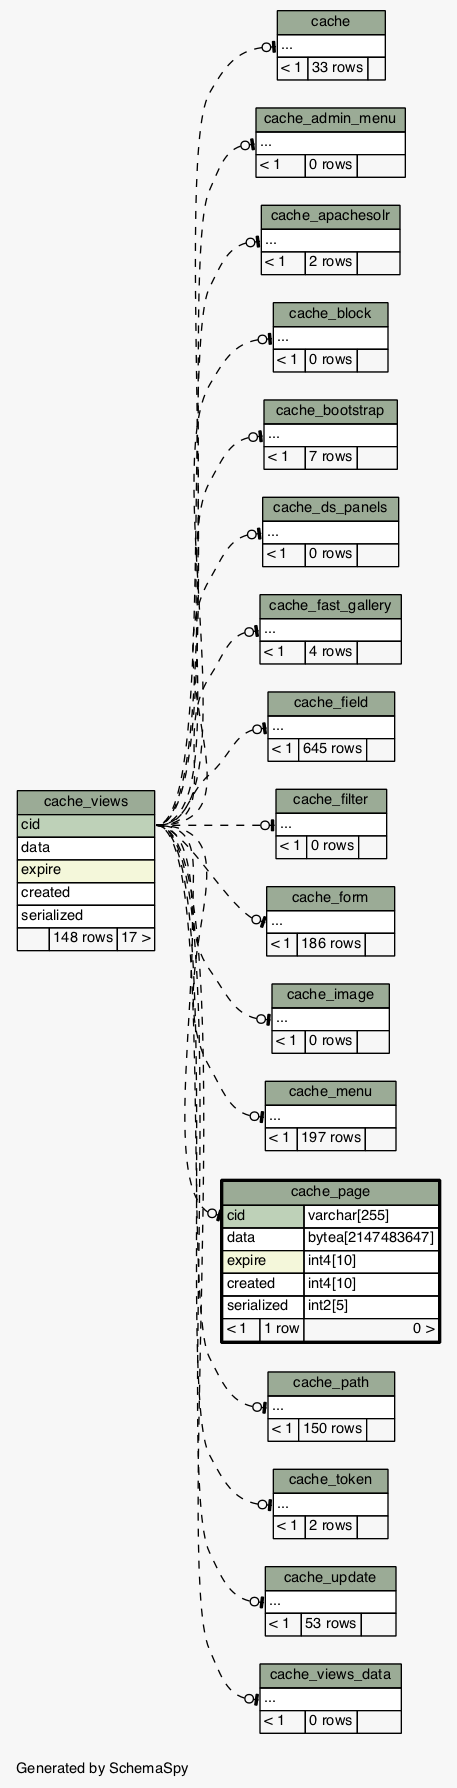 cache
...
< 1 33 rows
cache_admin_menu
...
< 1 0 rows
cache_apachesolr
...
< 1 2 rows
cache_block
...
< 1 0 rows
cache_bootstrap
...
< 1 7 rows
cache_ds_panels
...
< 1 0 rows
cache_fast_gallery
...
< 1 4 rows
cache_field
...
< 1 645 rows
cache_views
cid
data
expire
created
serialized
148 rows 17 >
cache_filter
...
< 1 0 rows
cache_form
...
< 1 186 rows
cache_image
...
< 1 0 rows
cache_menu
...
< 1 197 rows
cache_page
cid varchar[255]
data bytea[2147483647]
expire int4[10]
created int4[10]
serialized int2[5]
< 1 1 row 0 >
cache_path
...
< 1 150 rows
cache_token
...
< 1 2 rows
cache_update
...
< 1 53 rows
cache_views_data
...
< 1 0 rows
Generated by SchemaSpy